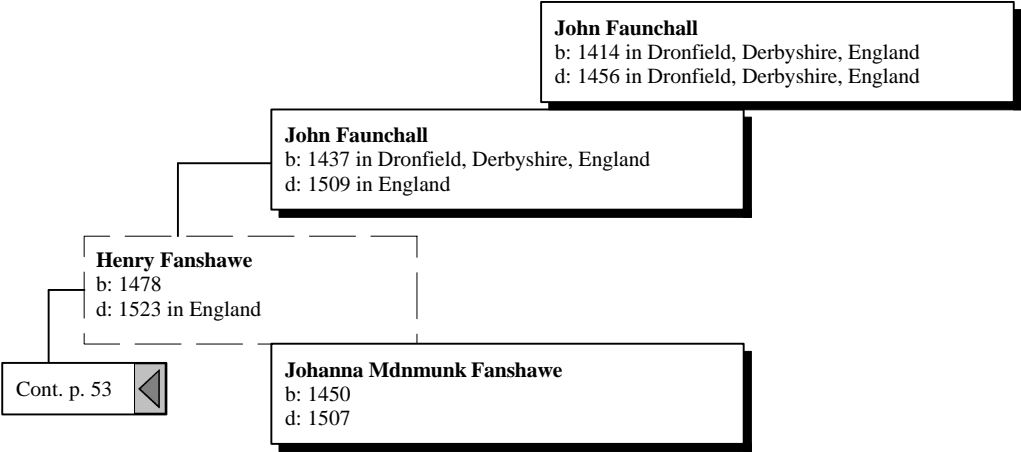 John Faunchall
b: 1414 in Dronfield, Derbyshire, England
d: 1456 in Dronfield, Derbyshire, England
John Faunchall
b: 1437 in Dronfield, Derbyshire, England
d: 1509 in England
Henry Fanshawe
b: 1478
d: 1523 in England
Cont. p. 53
Johanna Mdnmunk Fanshawe
b: 1450
d: 1507